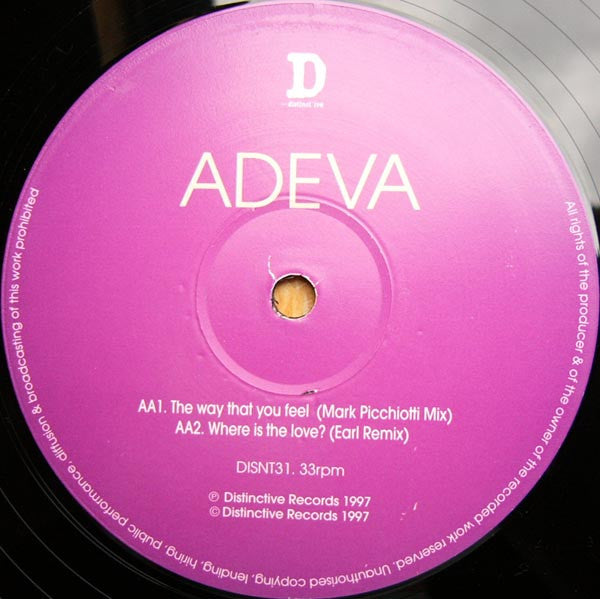 D
distinct'ive
ADEVA
AA1. The way that you feel (Mark Picchiotti Mix)
AA2. Where is the love? (Earl Remix)
DISNT31. 33rpm
℗ Distinctive Records 1997
© Distinctive Records 1997
All rights of the producer & of the owner of the recorded work reserved. Unauthorised copying, lending, hiring, public performance, diffusion & broadcasting of this work prohibited